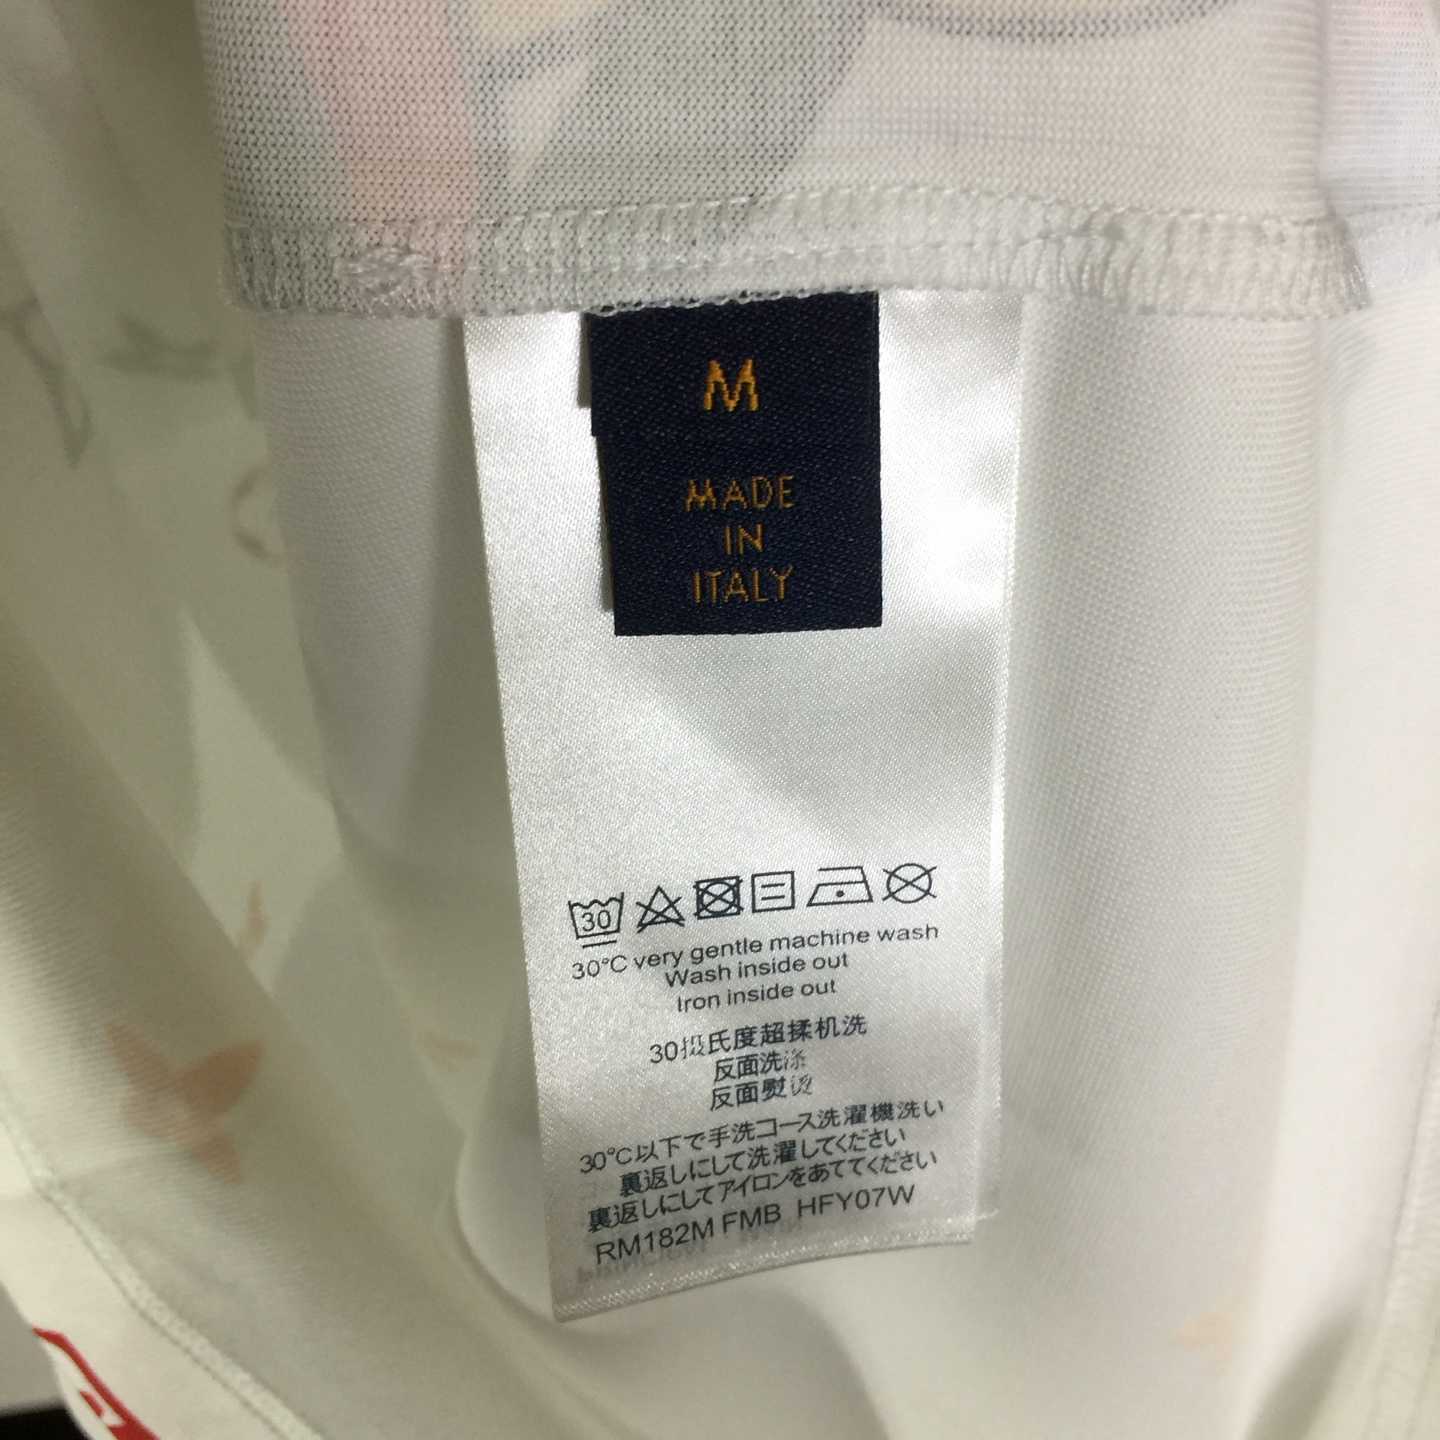 M
MADE
IN
ITALY
30
30°C very gentle machine wash
Wash inside out
Iron inside out
30摄氏度超揉机洗
反面洗涤
反面熨烫
30°C以下で手洗コース洗濯機洗い
裏返しにして洗濯してください
裏返しにしてアイロンをあててください
RM182M FMB HFY07W